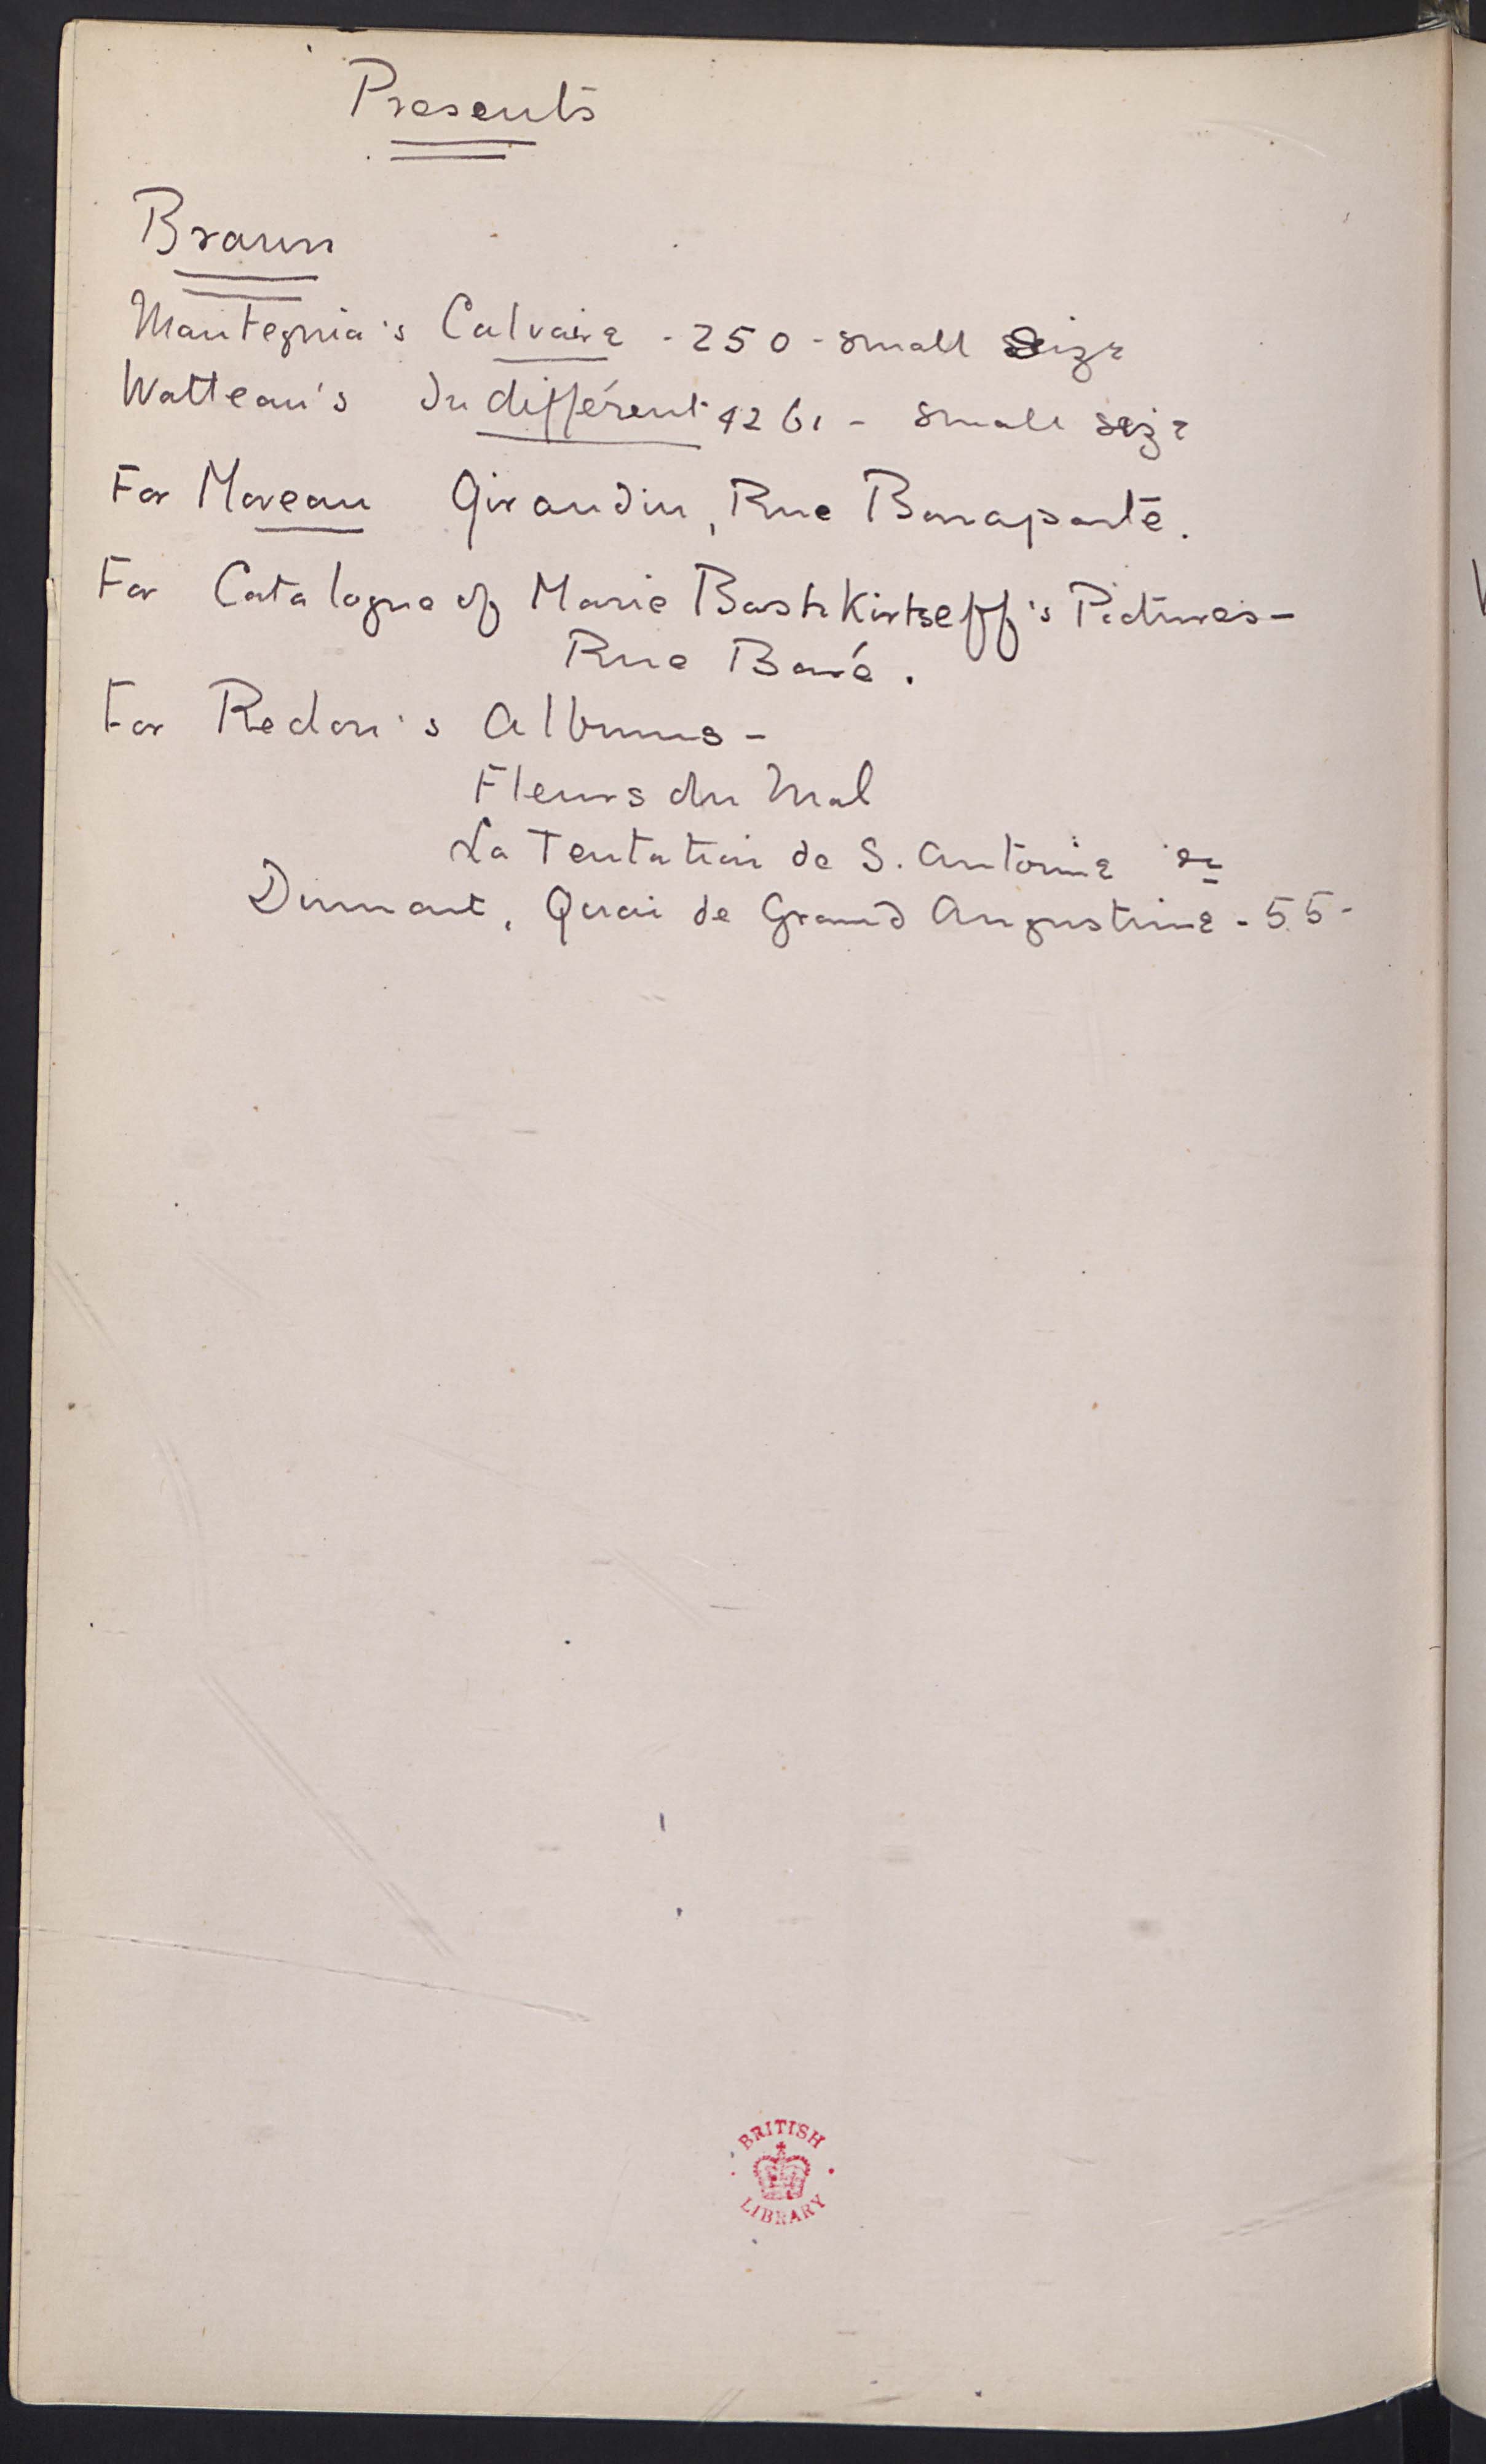 Presents
Braun
Mantegnia's Calvaire - 250 - small size
Watteau's Indifférent 4261 - small size
For Moreau Giraudin, Rue Bonaparte.
For Catalogue of Marie Bashkirtseff's Pictures -
Rue Baré.
For Redon's Albums -
Fleurs du Mal
La Tentation de S. Antoine
Dumont, Quai de Grand Augustine - 55 -
BRITISH
LIBRARY